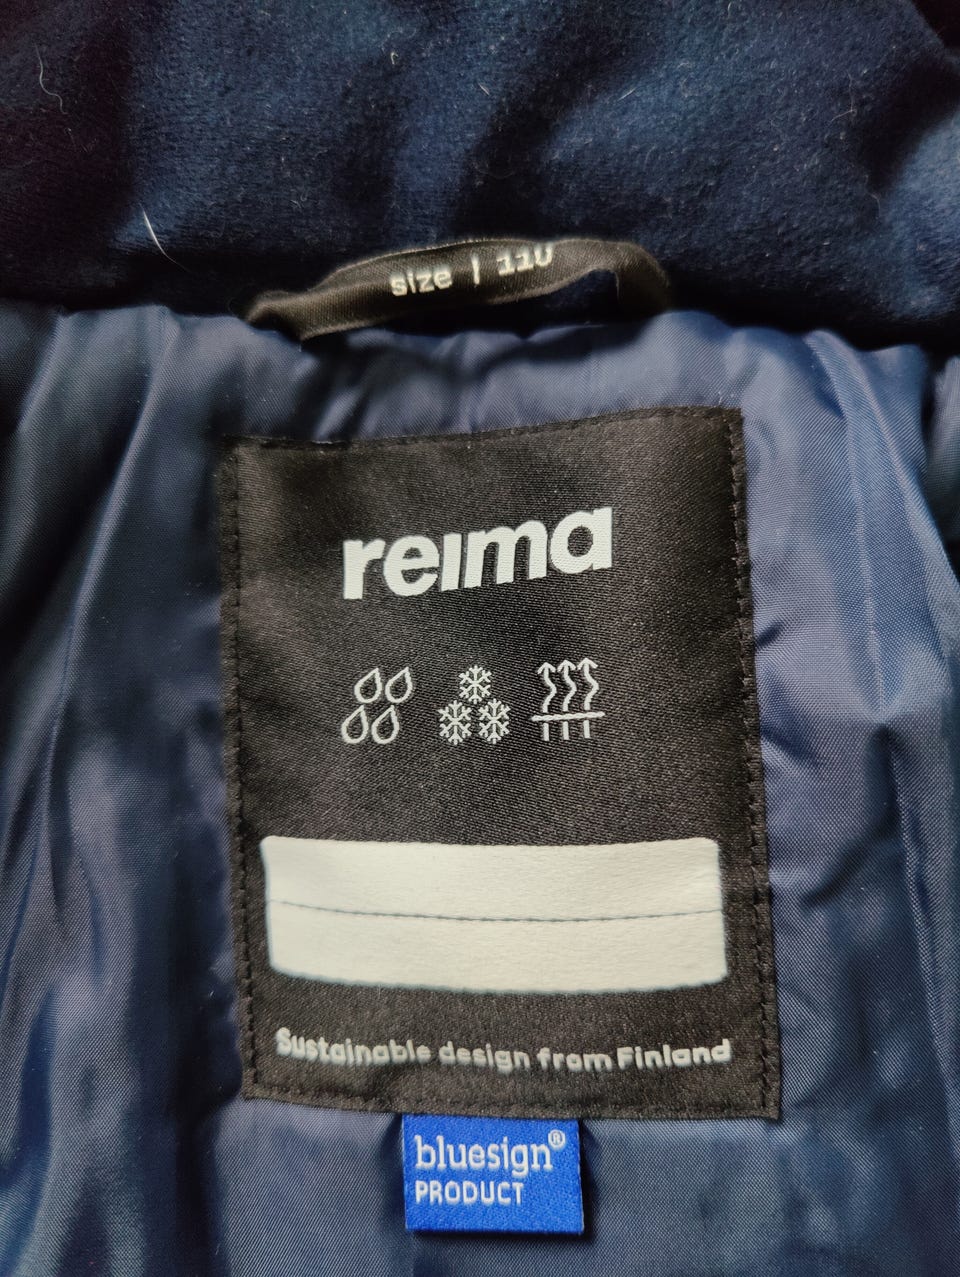 size | 110
reima
Sustainable design from Finland
bluesign®
PRODUCT